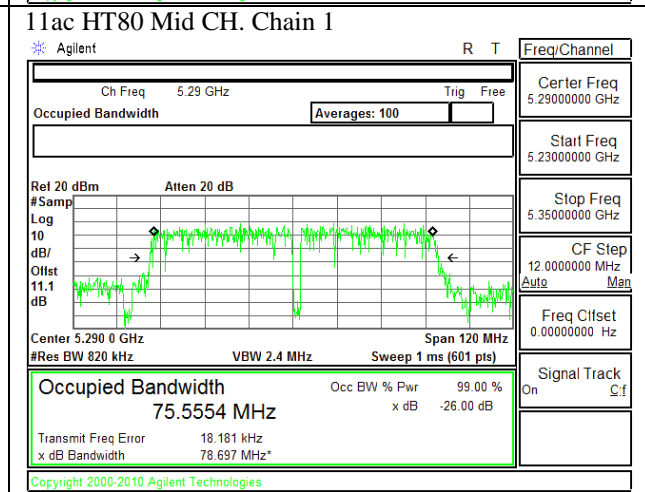 11ac HT80 Mid CH. Chain 1
Agilent R T
Freq/Channel
Ch Freq 5.29 GHz Trig Free
Occupied Bandwidth Averages: 100
Center Freq
5.29000000 GHz
Start Freq
5.23000000 GHz
Stop Freq
5.35000000 GHz
CF Step
12.0000000 MHz
Auto Man
Freq Offset
0.00000000 Hz
Signal Track
On Off
Ref 20 dBm Atten 20 dB
#Samp
Log
10
dB/
Offst
11.1
dB
Center 5.290 0 GHz Span 120 MHz
#Res BW 820 kHz VBW 2.4 MHz Sweep 1 ms (601 pts)
Occupied Bandwidth Occ BW % Pwr 99.00 %
75.5554 MHz x dB -26.00 dB
Transmit Freq Error 18.181 kHz
x dB Bandwidth 78.697 MHz*
Copyright 2000-2010 Agilent Technologies